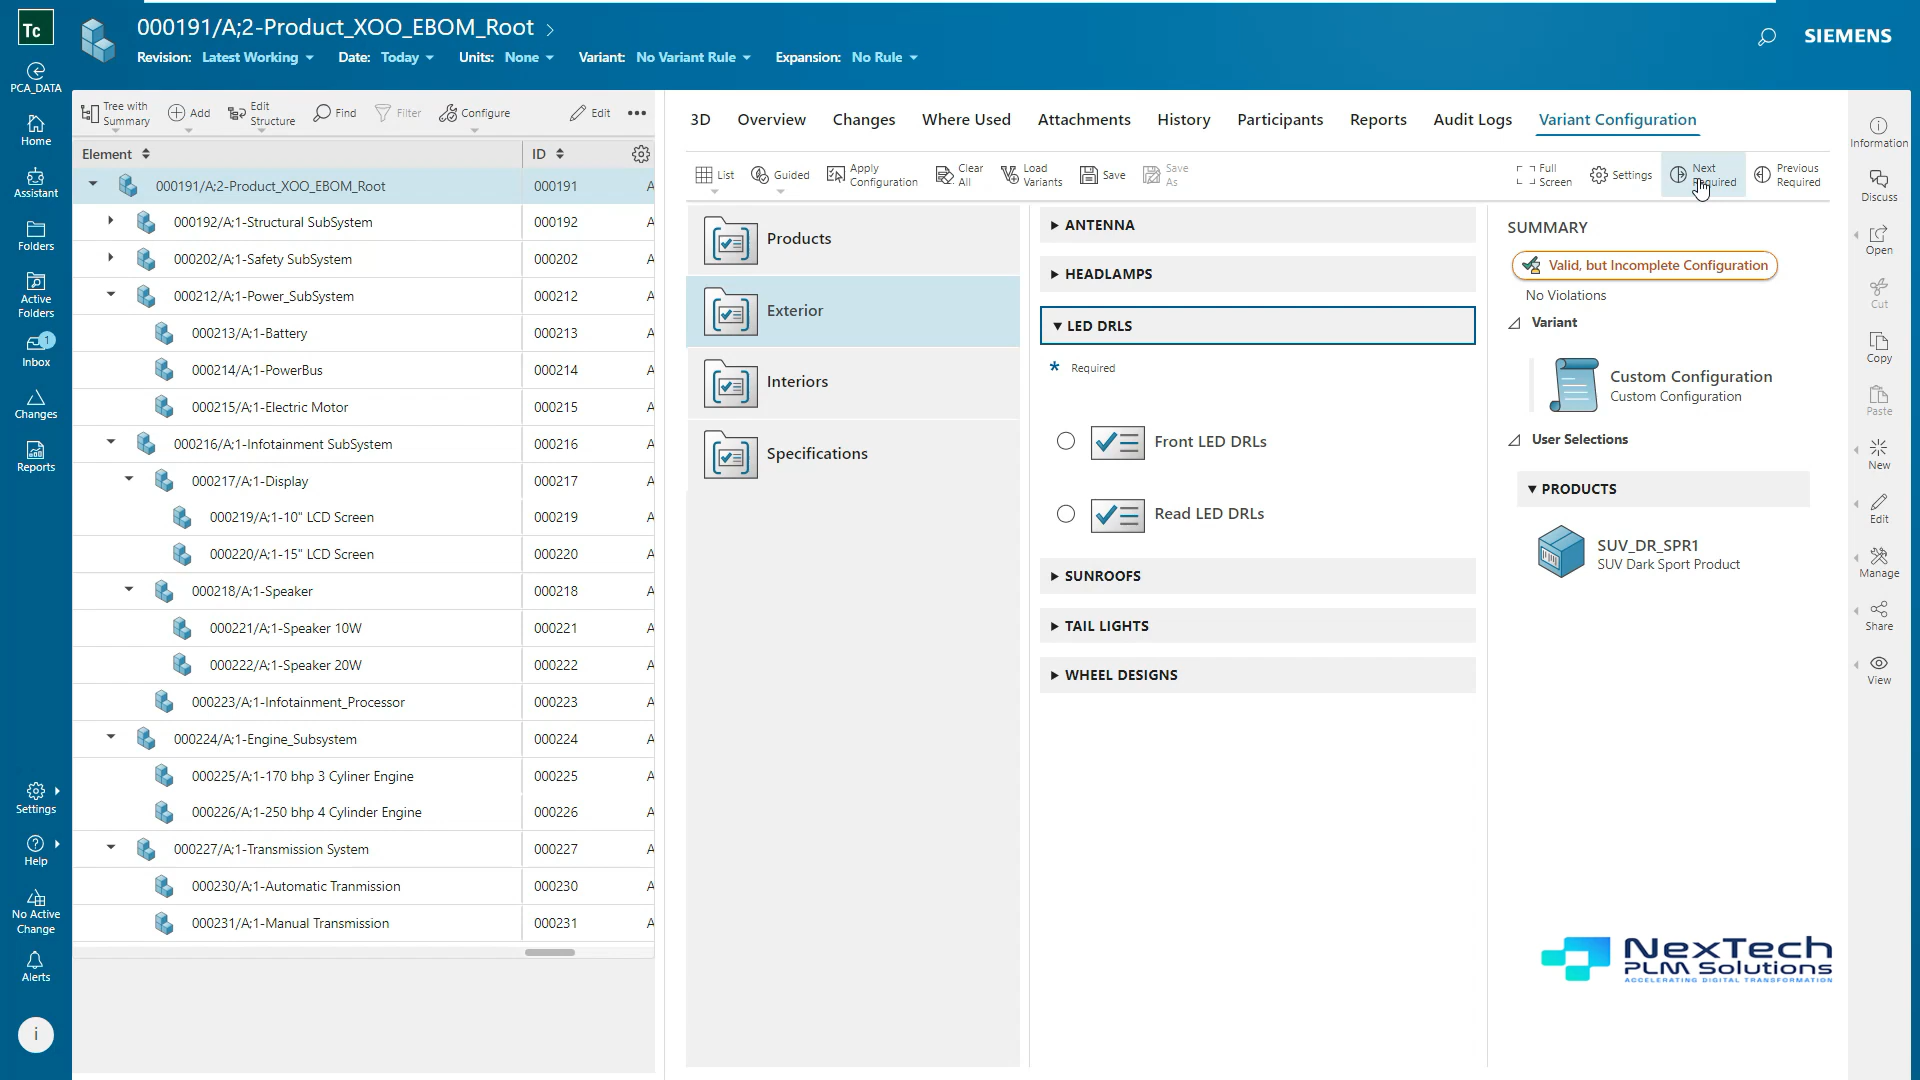 Tc
000191/A;2-Product_XOO_EBOM_Root
SIEMENS
Revision: Latest Working
Date: Today
Units: None
Variant: No Variant Rule
Expansion: No Rule
PCA_DATA
Home
Assistant
Folders
Active
Folders
1
Inbox
Changes
Reports
Settings
Help
No Active
Change
Alerts
i
Tree with
Summary
Add
Edit
Structure
Find
Filter
Configure
Edit
Element
ID
000191/A;2-Product_XOO_EBOM_Root 000191 A
000192/A;1-Structural SubSystem 000192 A
000202/A;1-Safety SubSystem 000202 A
000212/A;1-Power_SubSystem 000212 A
000213/A;1-Battery 000213 A
000214/A;1-PowerBus 000214 A
000215/A;1-Electric Motor 000215 A
000216/A;1-Infotainment SubSystem 000216 A
000217/A;1-Display 000217 A
000219/A;1-10" LCD Screen 000219 A
000220/A;1-15" LCD Screen 000220 A
000218/A;1-Speaker 000218 A
000221/A;1-Speaker 10W 000221 A
000222/A;1-Speaker 20W 000222 A
000223/A;1-Infotainment_Processor 000223 A
000224/A;1-Engine_Subsystem 000224 A
000225/A;1-170 bhp 3 Cyliner Engine 000225 A
000226/A;1-250 bhp 4 Cylinder Engine 000226 A
000227/A;1-Transmission System 000227 A
000230/A;1-Automatic Tranmission 000230 A
000231/A;1-Manual Transmission 000231 A
3D
Overview
Changes
Where Used
Attachments
History
Participants
Reports
Audit Logs
Variant Configuration
List
Guided
Apply
Configuration
Clear
All
Load
Variants
Save
Save
As
Full
Screen
Settings
Next
Required
Previous
Required
Products
Exterior
Interiors
Specifications
ANTENNA
HEADLAMPS
LED DRLS
* Required
Front LED DRLs
Read LED DRLs
SUNROOFS
TAIL LIGHTS
WHEEL DESIGNS
SUMMARY
Valid, but Incomplete Configuration
No Violations
Variant
Custom Configuration
Custom Configuration
User Selections
PRODUCTS
SUV_DR_SPR1
SUV Dark Sport Product
NexTech
PLM Solutions
ACCELERATING DIGITAL TRANSFORMATION
Information
Discuss
Open
Cut
Copy
Paste
New
Edit
Manage
Share
View